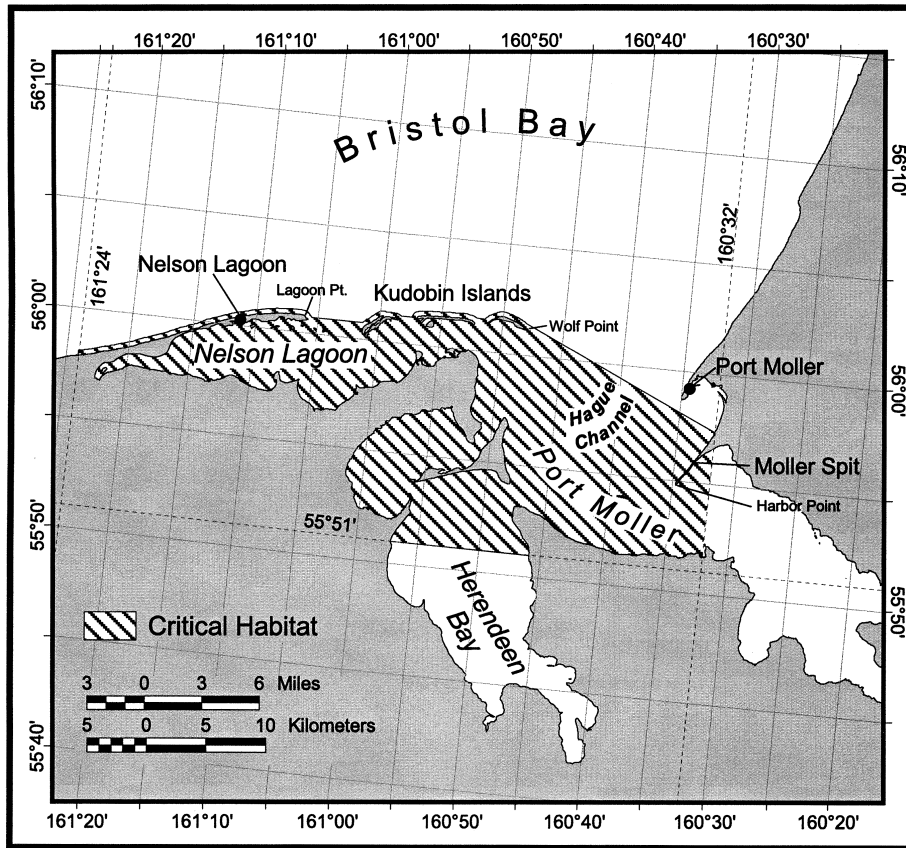 161°20' 161°10' 161°00' 160°50' 160°40' 160°30'
56°10'
Bristol Bay
56°10'
160°32'
161°24'
Nelson Lagoon
Lagoon Pt.
Kudobin Islands
56°00'
Wolf Point
Nelson Lagoon
Port Moller
56°00'
Hague
Channel
Moller Spit
Port Moller
Harbor Point
55°50'
55°51'
Herendeen
Bay
55°50'
Critical Habitat
3 0 3 6 Miles
5 0 5 10 Kilometers
55°40'
161°20' 161°10' 161°00' 160°50' 160°40' 160°30' 160°20'